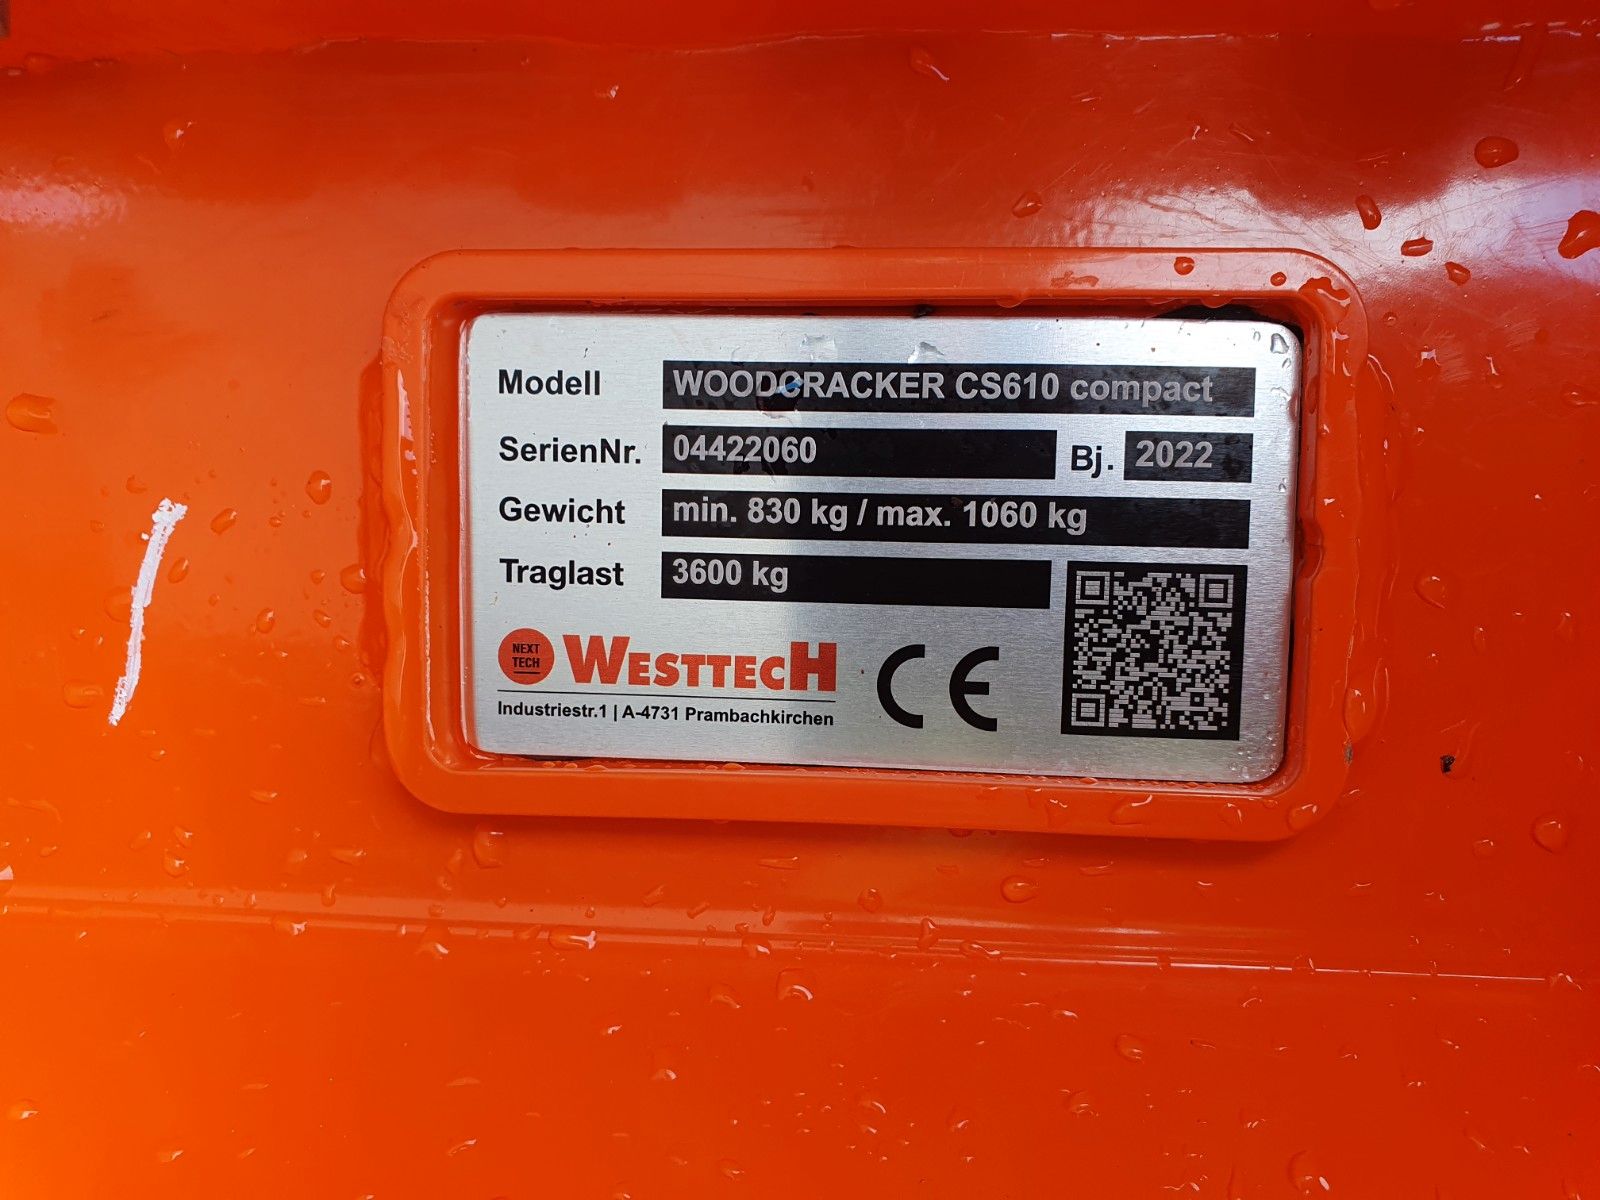 Modell WOODCRACKER CS610 compact
SerienNr. 04422060 Bj. 2022
Gewicht min. 830 kg / max. 1060 kg
Traglast 3600 kg
NEXT TECH WESTTECH CE
Industriestr.1 | A-4731 Prambachkirchen